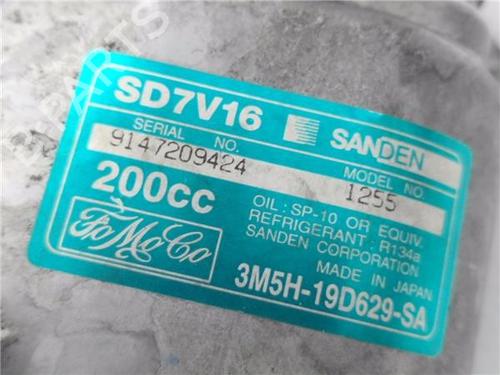 SD7V16 SANDEN
SERIAL NO. MODEL NO.
9147209424 1255
200cc
OIL: SP-10 OR EQUIV.
REFRIGERANT: R134a
SANDEN CORPORATION
MADE IN JAPAN
FoMoCo
3M5H-19D629-SA
PARTS